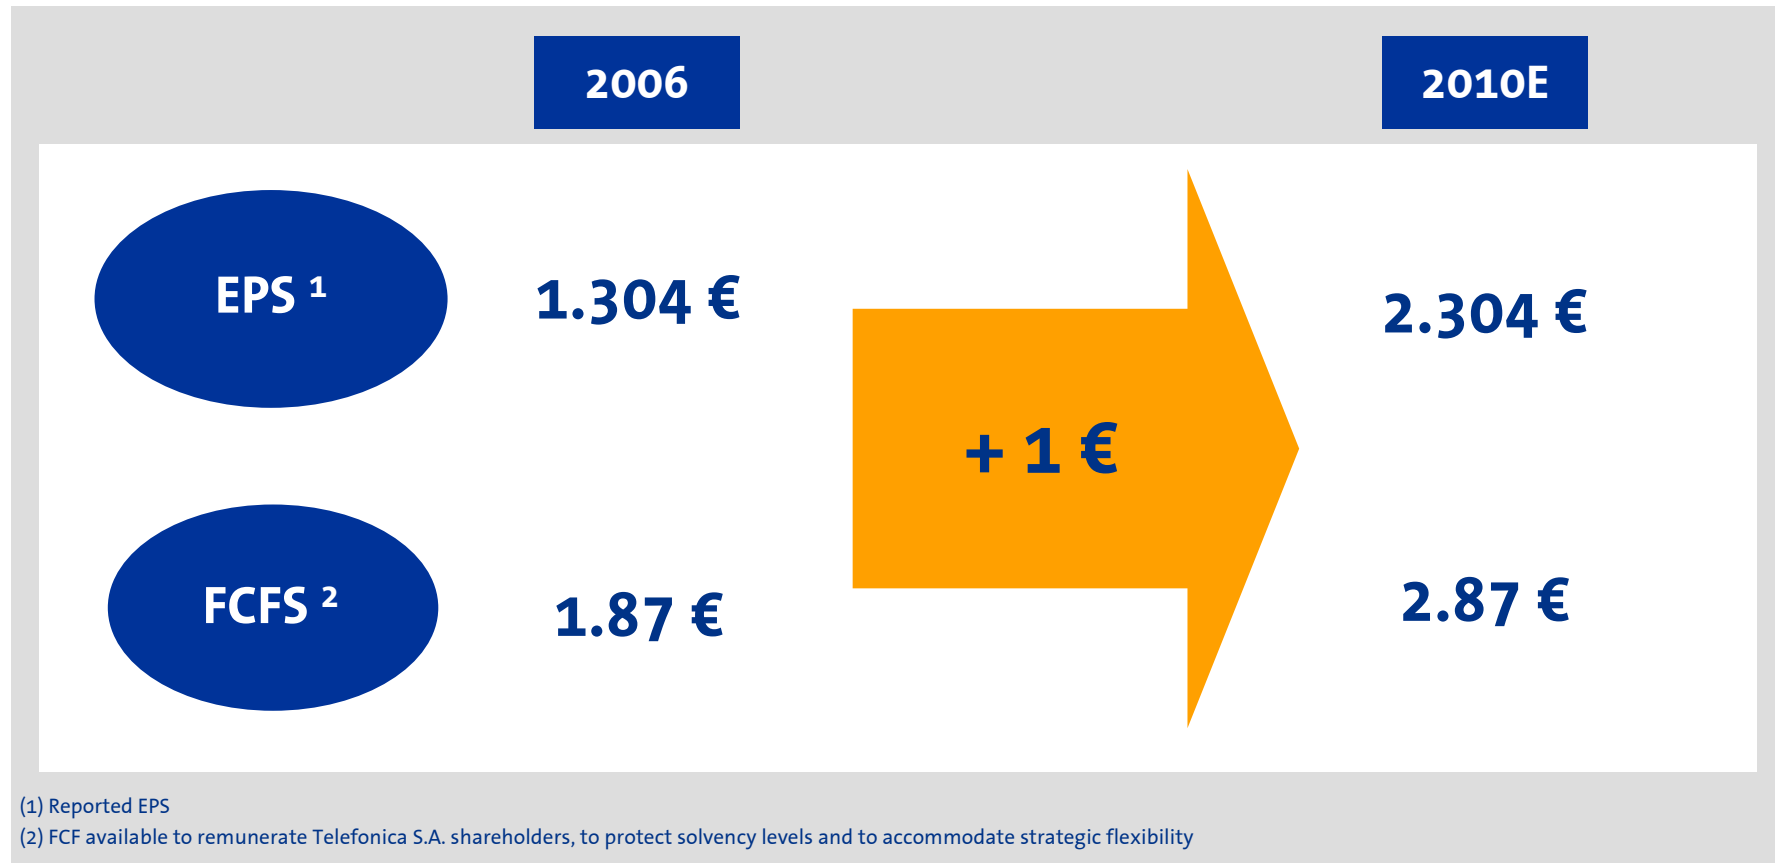 2006
2010E
EPS ¹
1.304 €
2.304 €
+ 1 €
FCFS ²
1.87 €
2.87 €
(1) Reported EPS
(2) FCF available to remunerate Telefonica S.A. shareholders, to protect solvency levels and to accommodate strategic flexibility